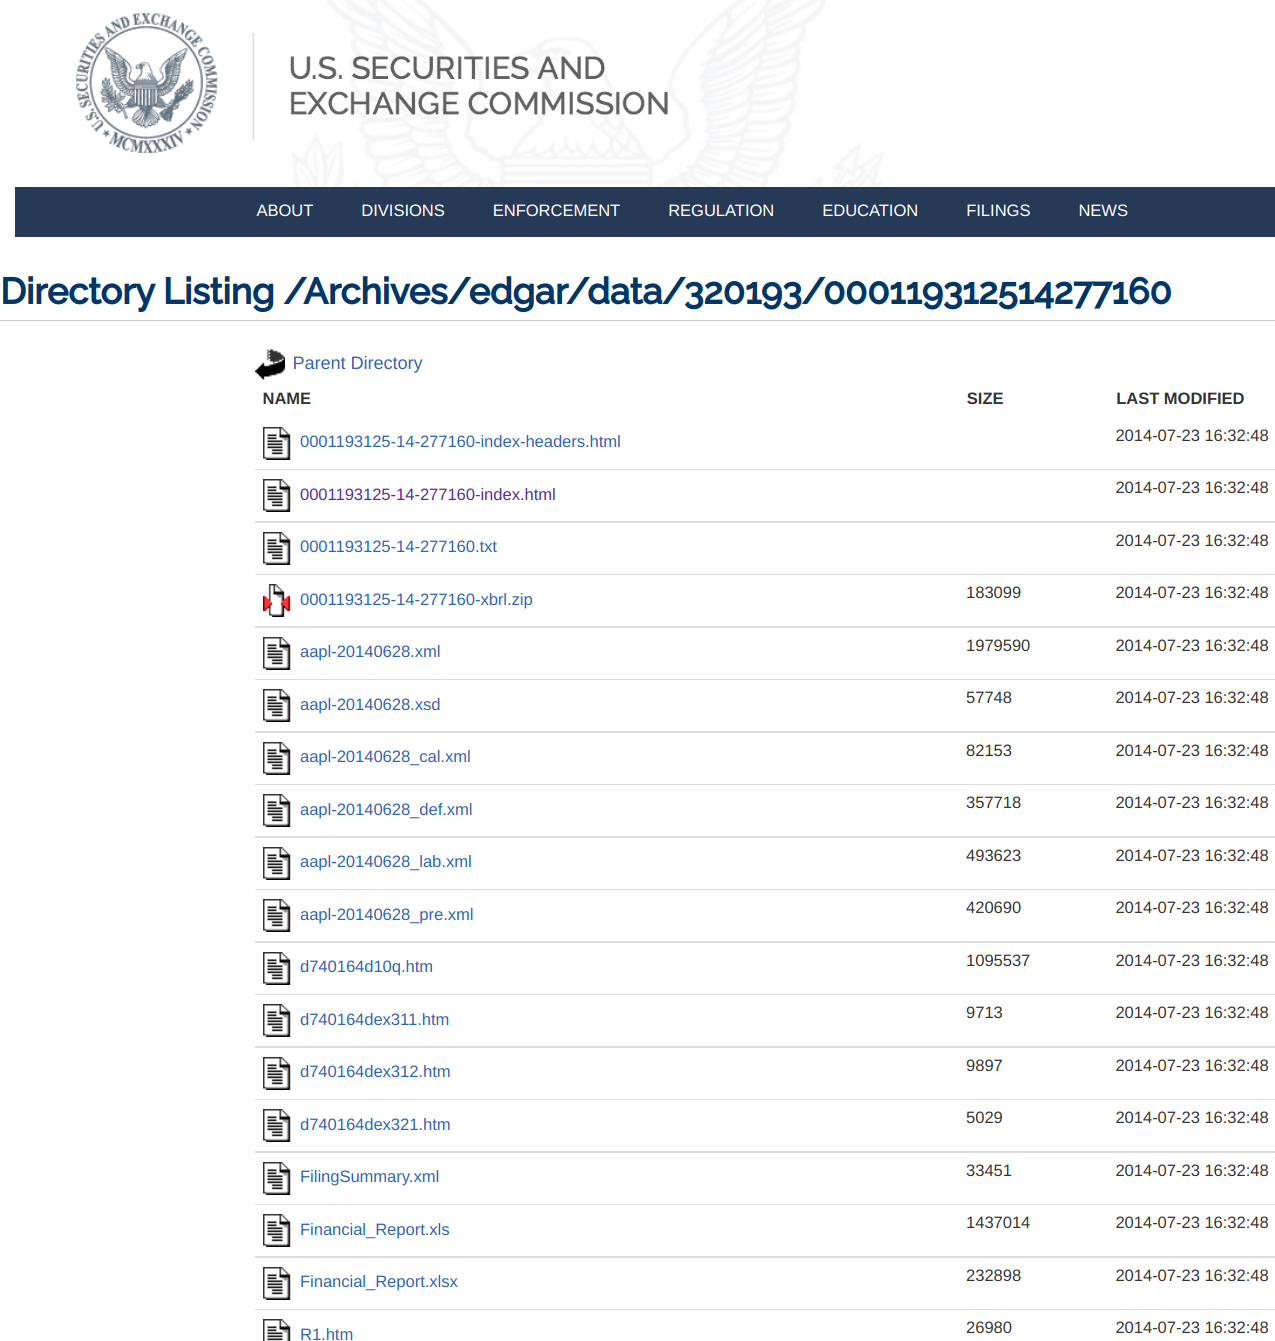 U.S. SECURITIES AND EXCHANGE COMMISSION
MCMXXXIV
U.S. SECURITIES AND
EXCHANGE COMMISSION
ABOUT DIVISIONS ENFORCEMENT REGULATION EDUCATION FILINGS NEWS
Directory Listing /Archives/edgar/data/320193/000119312514277160
Parent Directory
NAME SIZE LAST MODIFIED
0001193125-14-277160-index-headers.html 2014-07-23 16:32:48
0001193125-14-277160-index.html 2014-07-23 16:32:48
0001193125-14-277160.txt 2014-07-23 16:32:48
0001193125-14-277160-xbrl.zip 183099 2014-07-23 16:32:48
aapl-20140628.xml 1979590 2014-07-23 16:32:48
aapl-20140628.xsd 57748 2014-07-23 16:32:48
aapl-20140628_cal.xml 82153 2014-07-23 16:32:48
aapl-20140628_def.xml 357718 2014-07-23 16:32:48
aapl-20140628_lab.xml 493623 2014-07-23 16:32:48
aapl-20140628_pre.xml 420690 2014-07-23 16:32:48
d740164d10q.htm 1095537 2014-07-23 16:32:48
d740164dex311.htm 9713 2014-07-23 16:32:48
d740164dex312.htm 9897 2014-07-23 16:32:48
d740164dex321.htm 5029 2014-07-23 16:32:48
FilingSummary.xml 33451 2014-07-23 16:32:48
Financial_Report.xls 1437014 2014-07-23 16:32:48
Financial_Report.xlsx 232898 2014-07-23 16:32:48
R1.htm 26980 2014-07-23 16:32:48